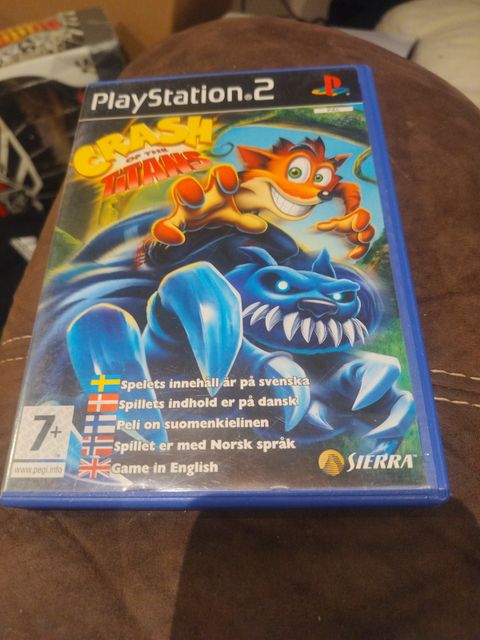 PlayStation®2
PAL
CRASH
OF THE
TITANS
Spelets innehåll är på svenska
Spillets indhold er på dansk
Peli on suomenkielinen
Spillet er med Norsk språk
Game in English
7+
www.pegi.info
SIERRA